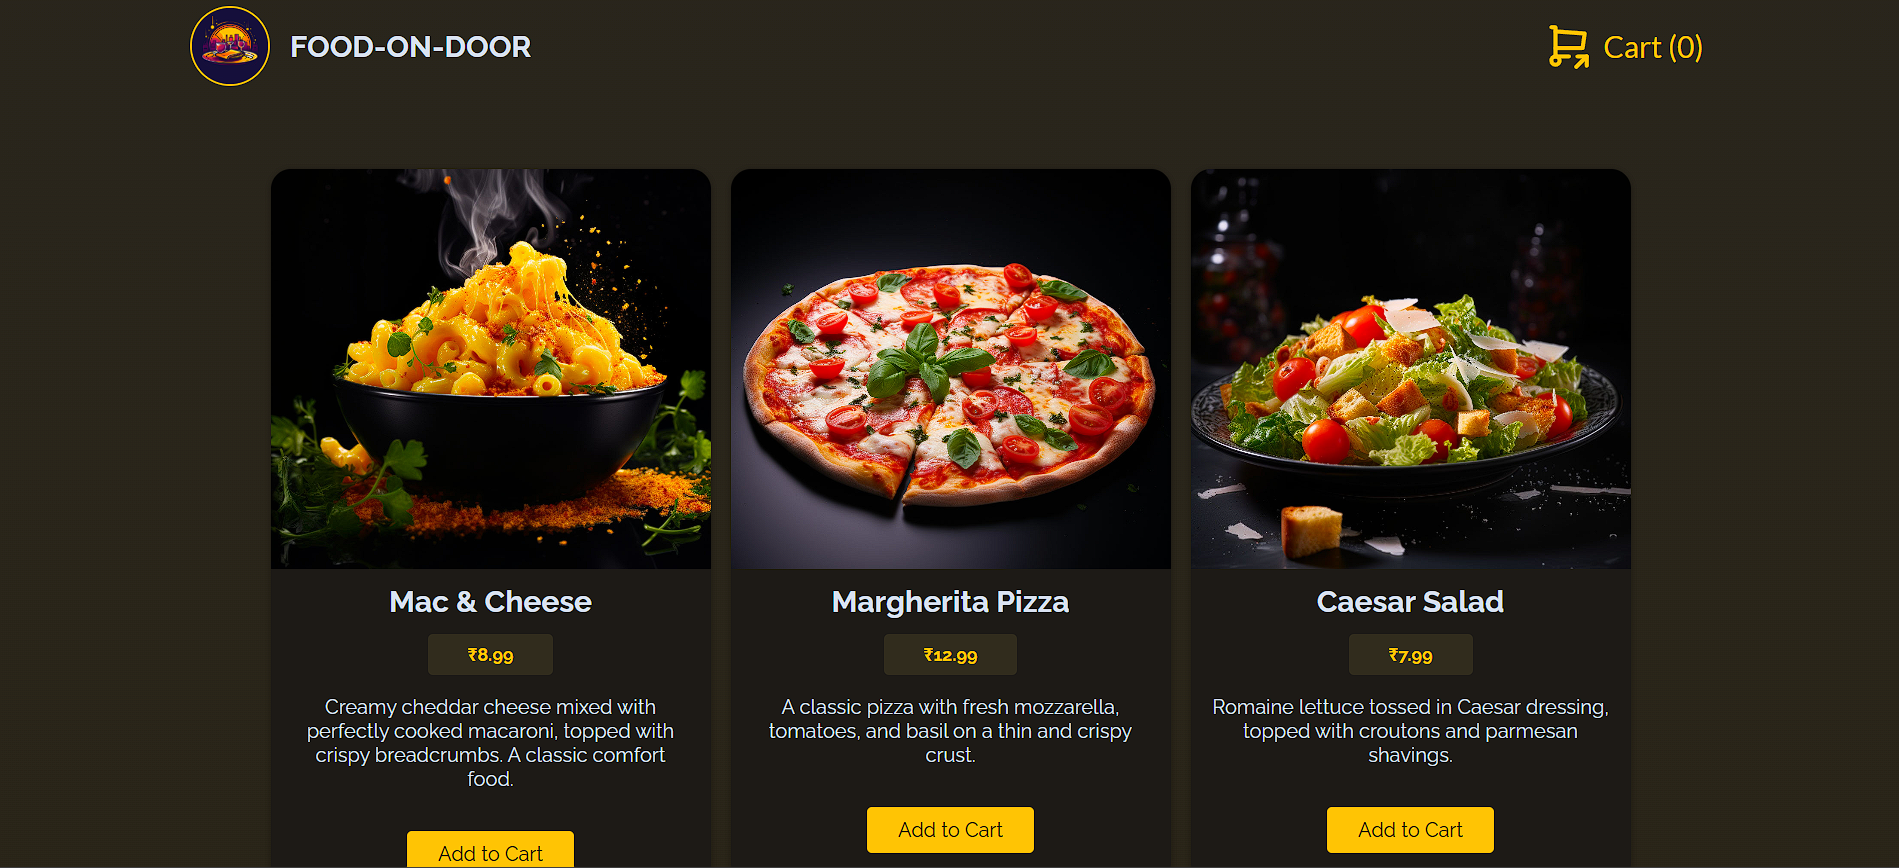 FOOD-ON-DOOR
Cart (0)
Mac & Cheese
₹8.99
Creamy cheddar cheese mixed with
perfectly cooked macaroni, topped with
crispy breadcrumbs. A classic comfort
food.
Add to Cart
Margherita Pizza
₹12.99
A classic pizza with fresh mozzarella,
tomatoes, and basil on a thin and crispy
crust.
Add to Cart
Caesar Salad
₹7.99
Romaine lettuce tossed in Caesar dressing,
topped with croutons and parmesan
shavings.
Add to Cart